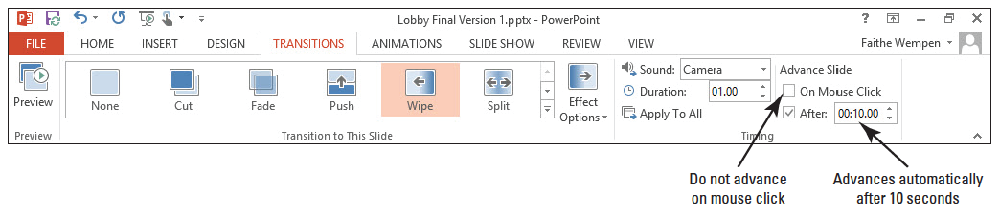 Lobby Final Version 1.pptx - PowerPoint
?
FILE HOME INSERT DESIGN TRANSITIONS ANIMATIONS SLIDE SHOW REVIEW VIEW Faithe Wempen
Preview
None
Cut
Fade
Push
Wipe
Split
Effect
Options
Sound: Camera
Duration: 01.00
Apply To All
Advance Slide
On Mouse Click
After: 00:10.00
Preview
Transition to This Slide
Timing
Do not advance
on mouse click
Advances automatically
after 10 seconds